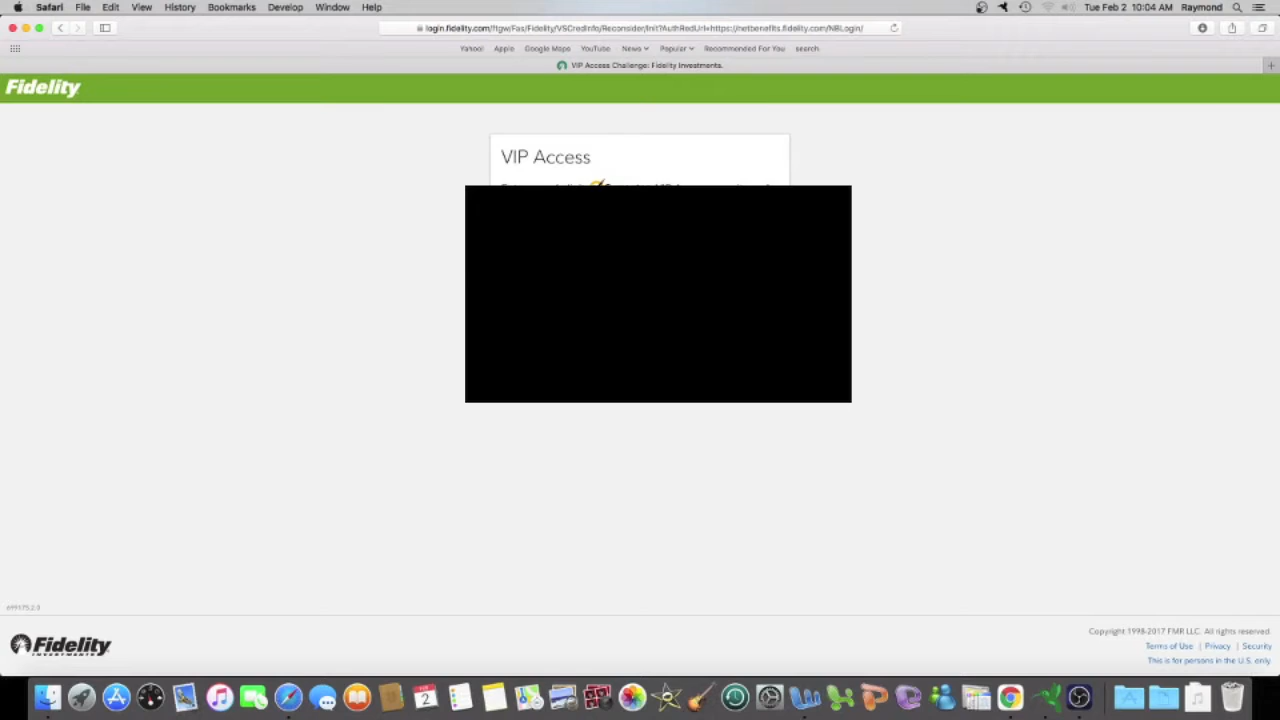 Safari File Edit View History Bookmarks Develop Window Help Tue Feb 2 10:04 AM Raymond
login.fidelity.com/ftgw/Fas/Fidelity/VSCredInfo/Reconsider/Init?AuthRedUrl=https://netbenefits.fidelity.com/NBLogin/
Yahoo! Apple Google Maps YouTube News Popular Recommended For You search
VIP Access Challenge: Fidelity Investments.
Fidelity
VIP Access
Copyright 1998-2017 FMR LLC. All rights reserved.
Fidelity
INVESTMENTS
Terms of Use | Privacy | Security
This is for persons in the U.S. only.
2